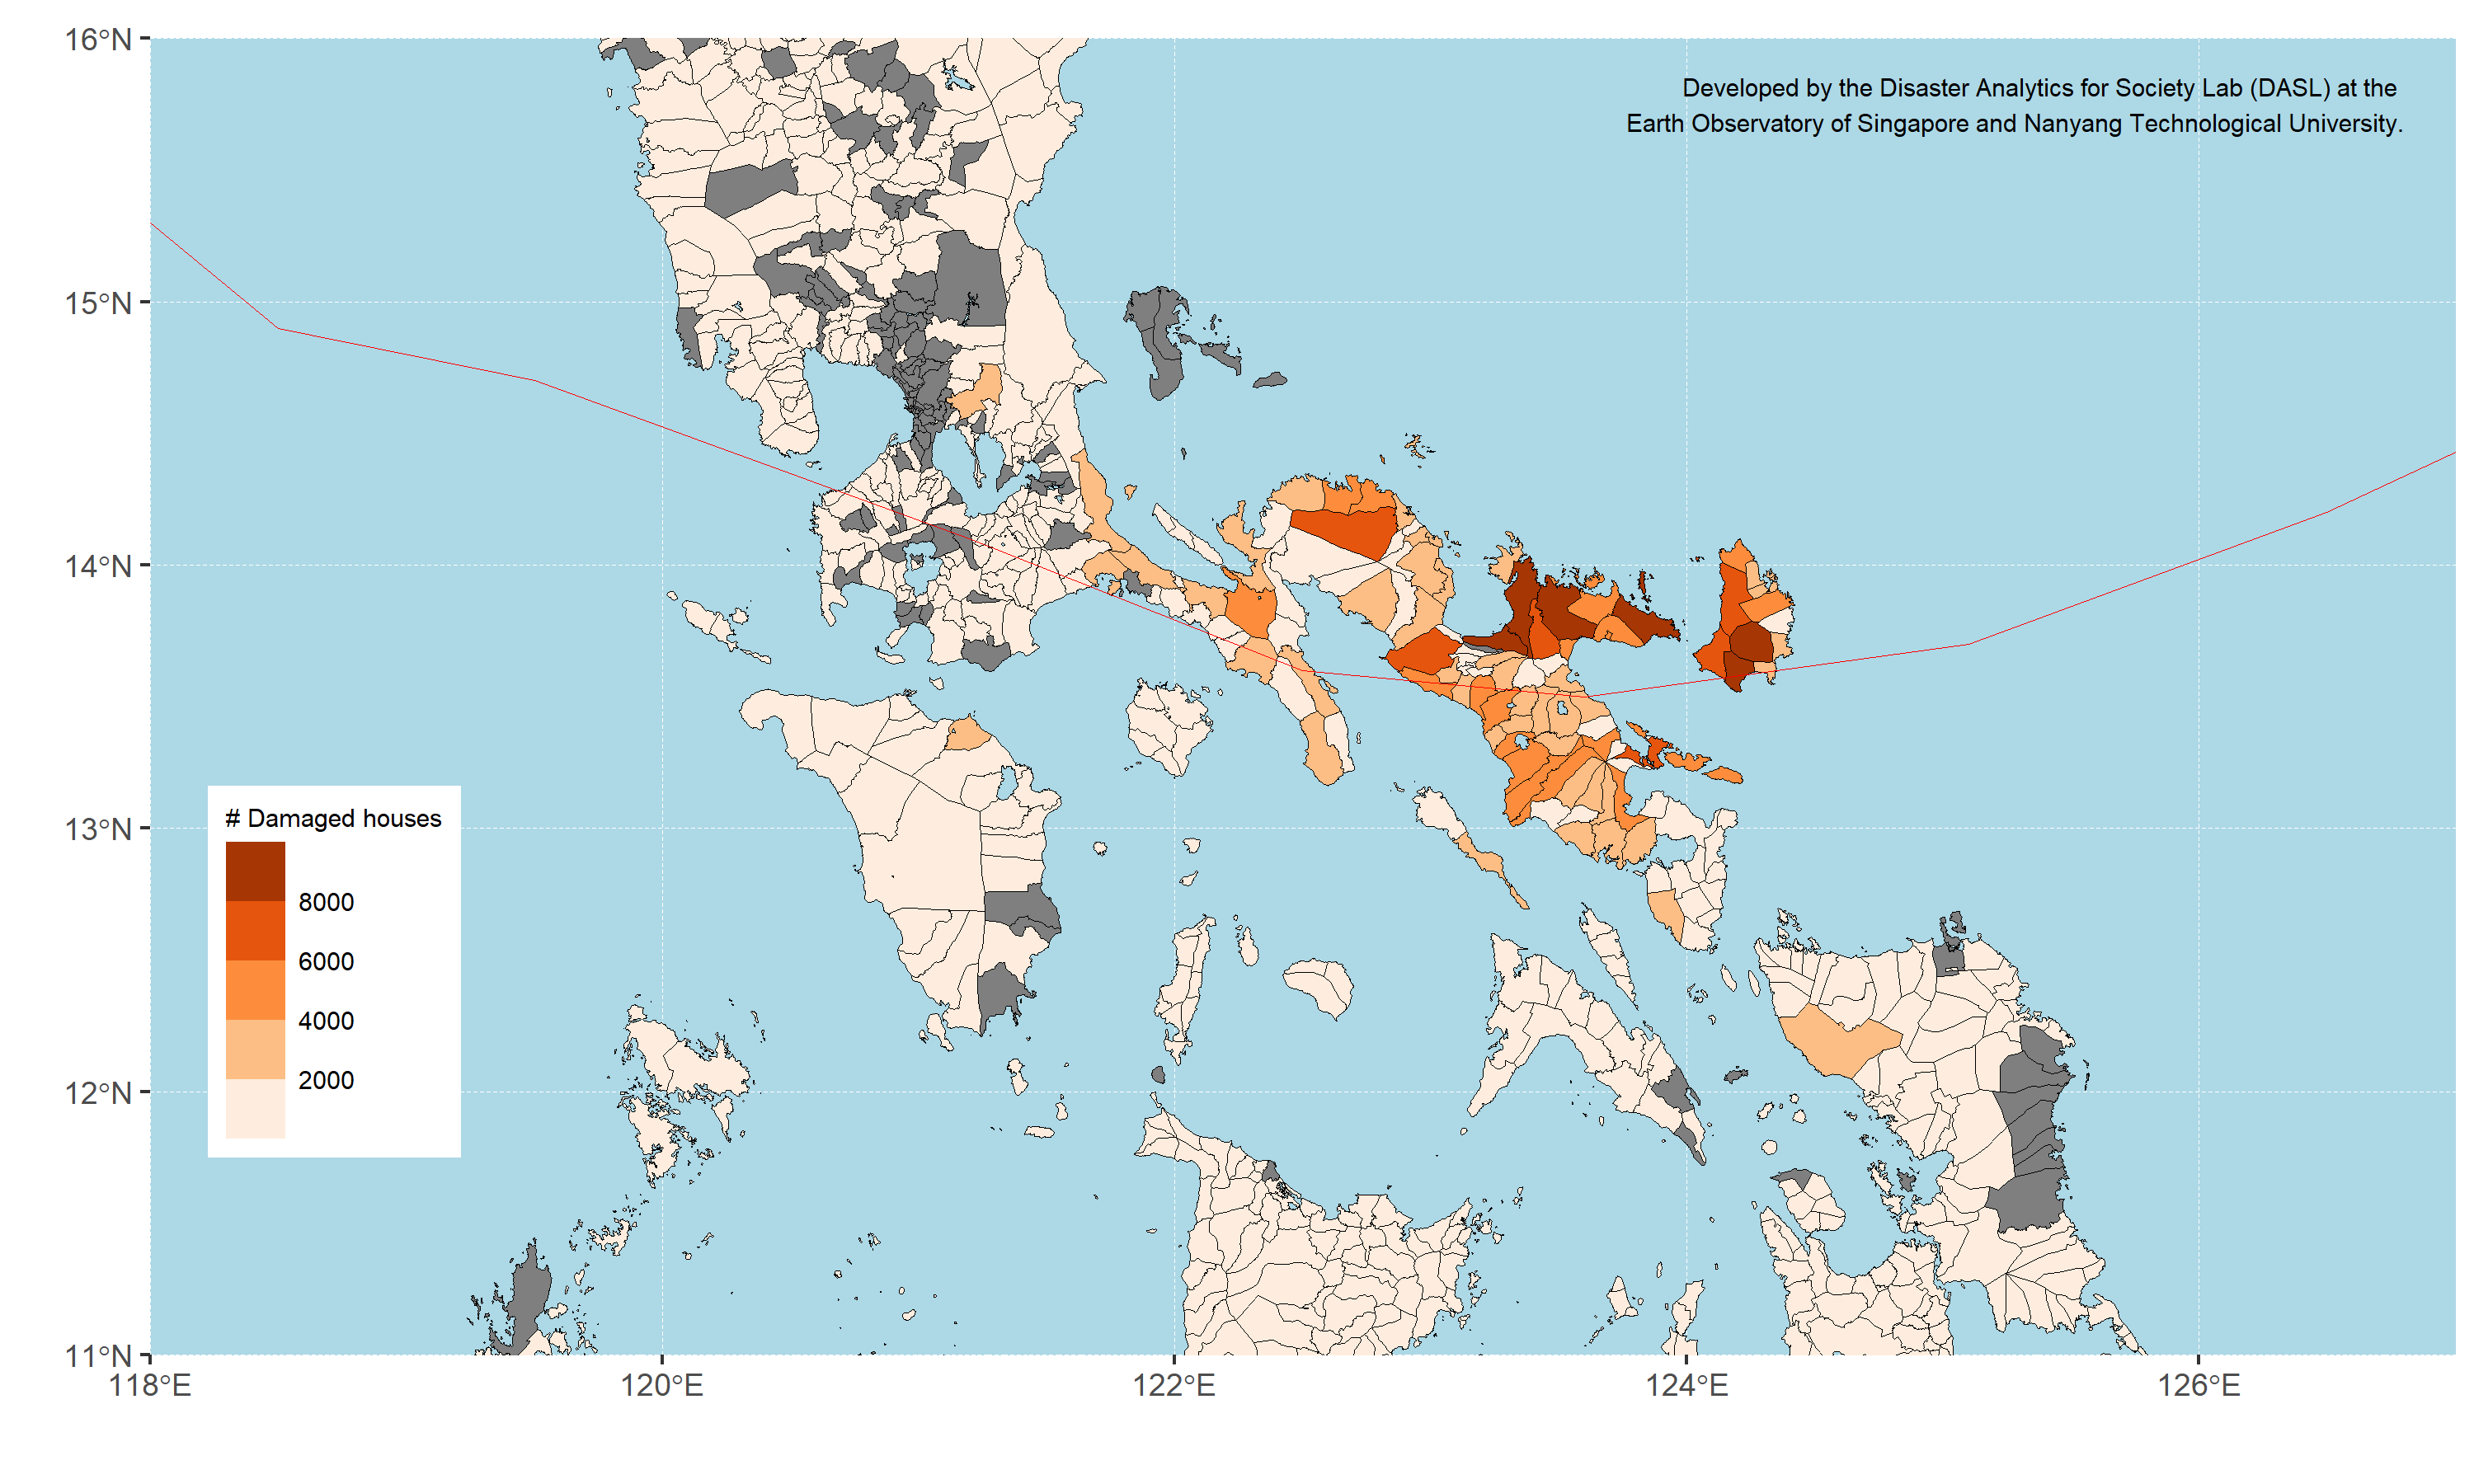 Developed by the Disaster Analytics for Society Lab (DASL) at the
Earth Observatory of Singapore and Nanyang Technological University.
16°N
15°N
14°N
13°N
12°N
11°N
# Damaged houses
8000
6000
4000
2000
118°E
120°E
122°E
124°E
126°E